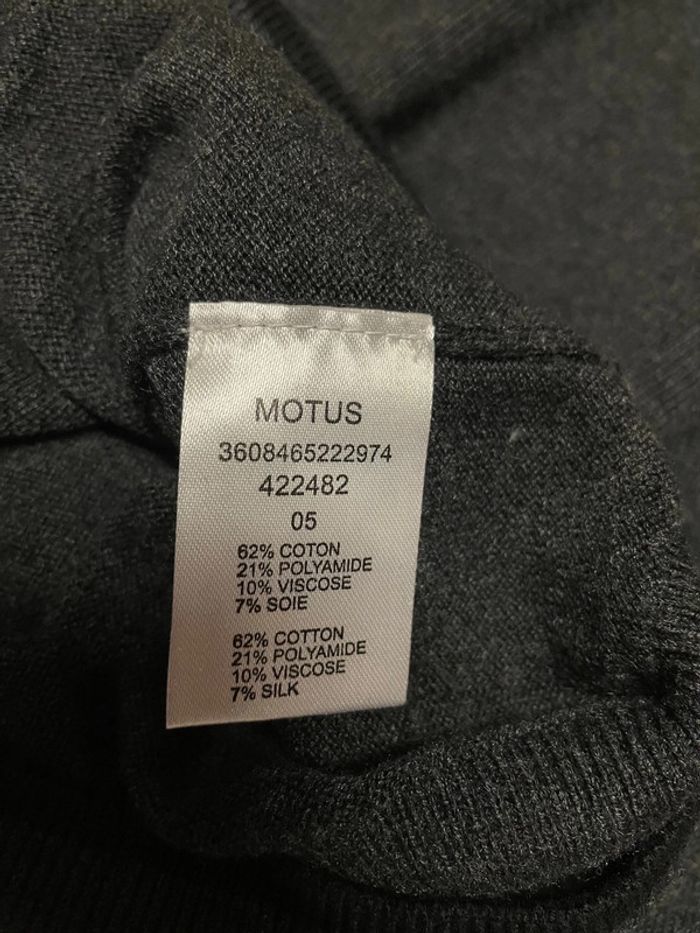 MOTUS
3608465222974
422482
05
62% COTON
21% POLYAMIDE
10% VISCOSE
7% SOIE
62% COTTON
21% POLYAMIDE
10% VISCOSE
7% SILK